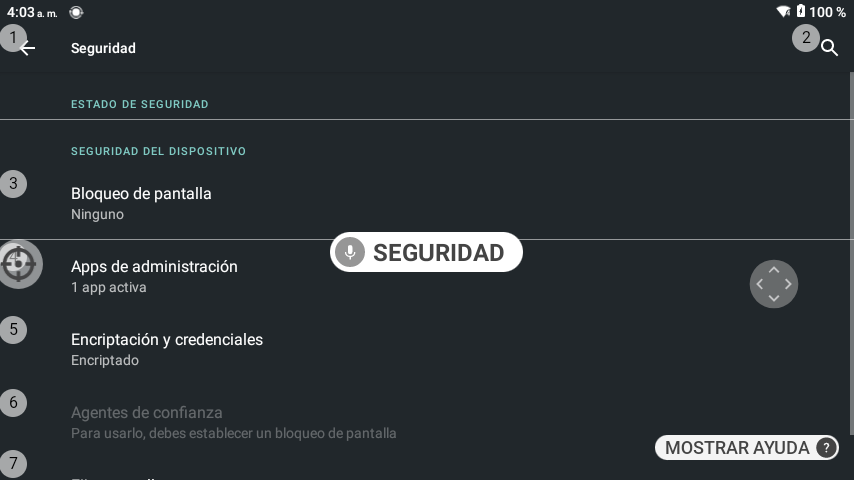 4:03 a. m.
100 %
1
2
Seguridad
ESTADO DE SEGURIDAD
SEGURIDAD DEL DISPOSITIVO
3
Bloqueo de pantalla
Ninguno
SEGURIDAD
Apps de administración
1 app activa
5
Encriptación y credenciales
Encriptado
6
Agentes de confianza
Para usarlo, debes establecer un bloqueo de pantalla
MOSTRAR AYUDA ?
7